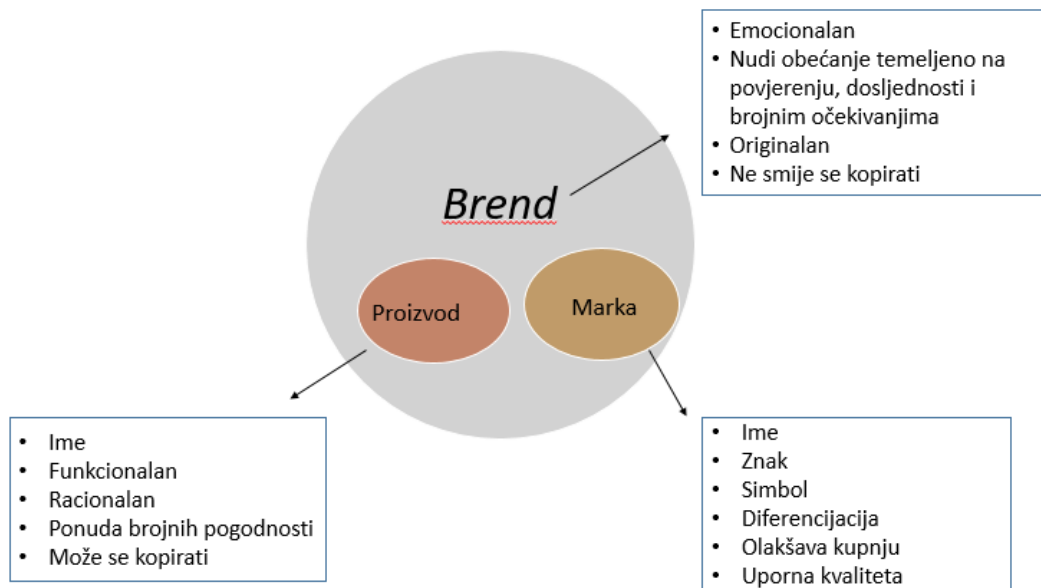 • Emocionalan
• Nudi obećanje temeljeno na
povjerenju, dosljednosti i
brojnim očekivanjima
• Originalan
• Ne smije se kopirati
Brend
Proizvod
Marka
• Ime
• Funkcionalan
• Racionalan
• Ponuda brojnih pogodnosti
• Može se kopirati
• Ime
• Znak
• Simbol
• Diferencijacija
• Olakšava kupnju
• Uporna kvaliteta